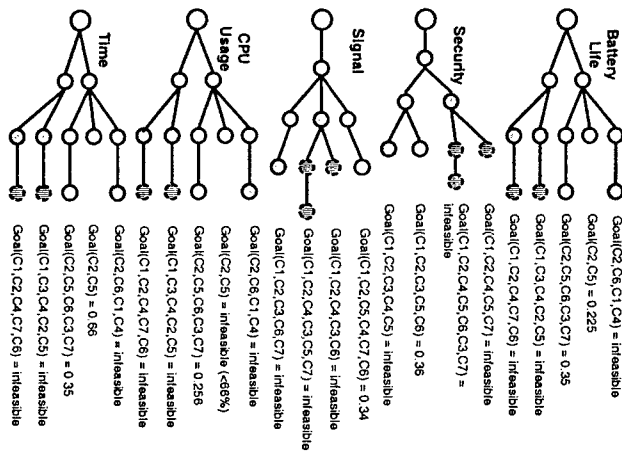 Battery
Life
Goal(C2,C6,C1,C4) = infeasible
Goal(C2,C5) = 0.225
Goal(C2,C5,C6,C3,C7) = 0.35
Goal(C1,C3,C4,C2,C5) = infeasible
Goal(C1,C2,C4,C7,C6) = infeasible
Security
Goal(C1,C2,C4,C5,C7) = infeasible
Goal(C1,C2,C4,C5,C6,C3,C7) =
infeasible
Goal(C1,C2,C3,C5,C6) = 0.36
Goal(C1,C2,C3,C4,C5) = infeasible
Signal
Goal(C1,C2,C5,C4,C7,C6) = 0.34
Goal(C1,C2,C4,C3,C6) = infeasible
Goal(C1,C2,C4,C3,C5,C7) = infeasible
Goal(C1,C2,C3,C6,C7) = infeasible
CPU
Usage
Goal(C2,C6,C1,C4) = infeasible
Goal(C2,C5) = infeasible (<66%)
Goal(C2,C5,C6,C3,C7) = 0.256
Goal(C1,C3,C4,C2,C5) = infeasible
Goal(C1,C2,C4,C7,C6) = infeasible
Time
Goal(C2,C6,C1,C4) = infeasible
Goal(C2,C5) = 0.66
Goal(C2,C5,C6,C3,C7) = 0.35
Goal(C1,C3,C4,C2,C5) = infeasible
Goal(C1,C2,C4,C7,C6) = infeasible